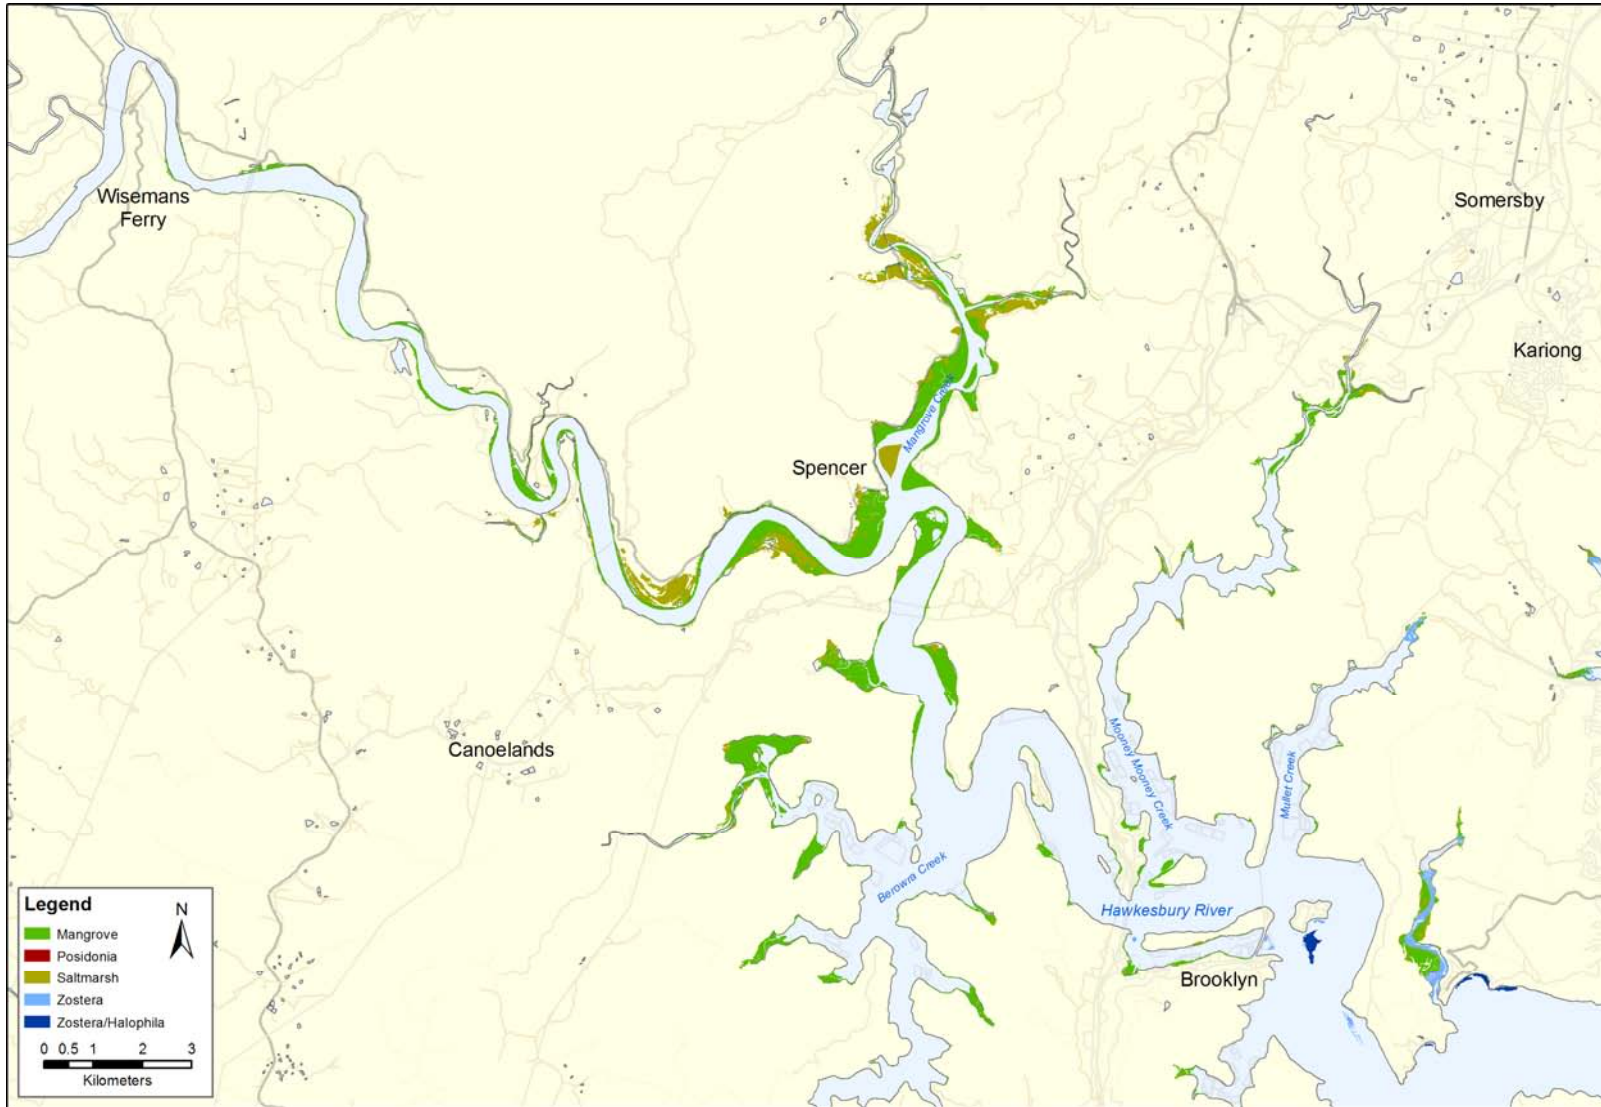 Wisemans
Ferry
Somersby
Kariong
Mangrove Creek
Spencer
Canoelands
Mooney Mooney Creek
Mullet Creek
Berowra Creek
Hawkesbury River
Brooklyn
Legend
N
Mangrove
Posidonia
Saltmarsh
Zostera
Zostera/Halophila
0 0.5 1 2 3
Kilometers